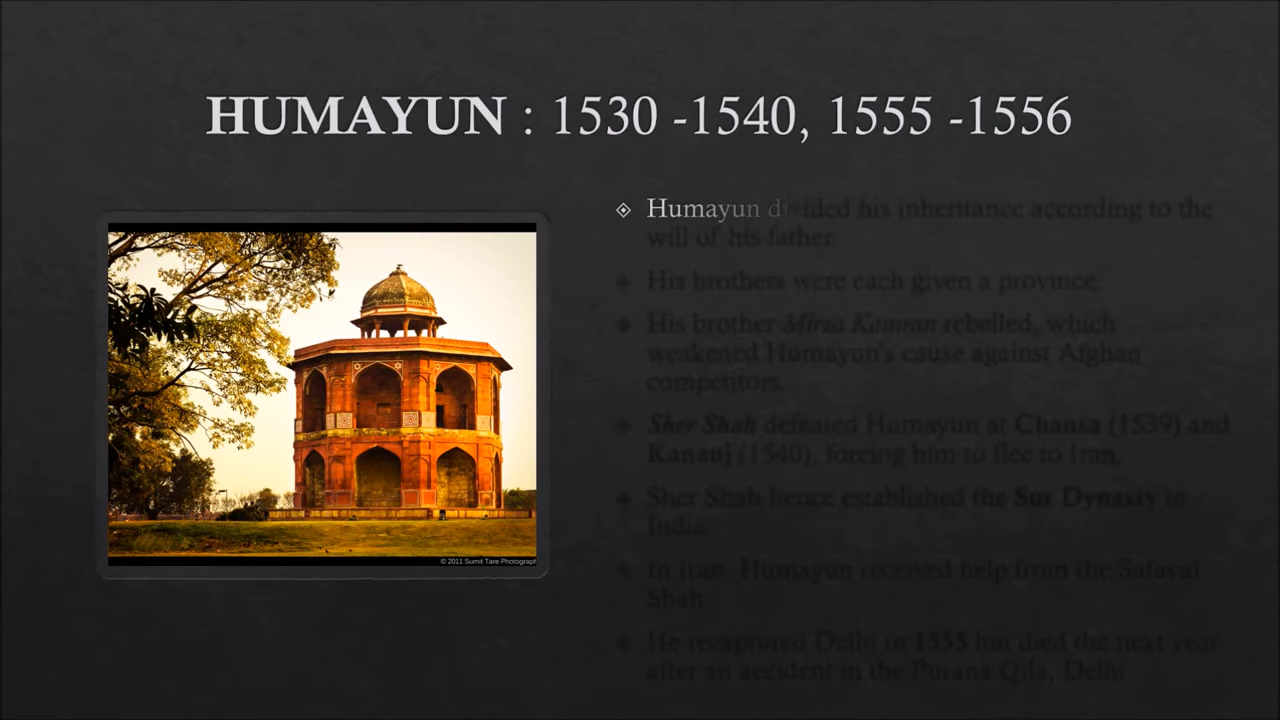 HUMAYUN : 1530 -1540, 1555 -1556
Humayun divided his inheritance according to the
will of his father.
His brothers were each given a province.
His brother Mirza Kamran rebelled, which
weakened Humayun's cause against Afghan
competitors.
Sher Shah defeated Humayun at Chausa (1539) and
Kanauj (1540), forcing him to flee to Iran.
Sher Shah hence established the Sur Dynasty in
India.
In Iran, Humayun received help from the Safavid
Shah.
He recaptured Delhi in 1555 but died the next year
after an accident in the Purana Qila, Delhi
© 2011 Sumit Tare Photograph